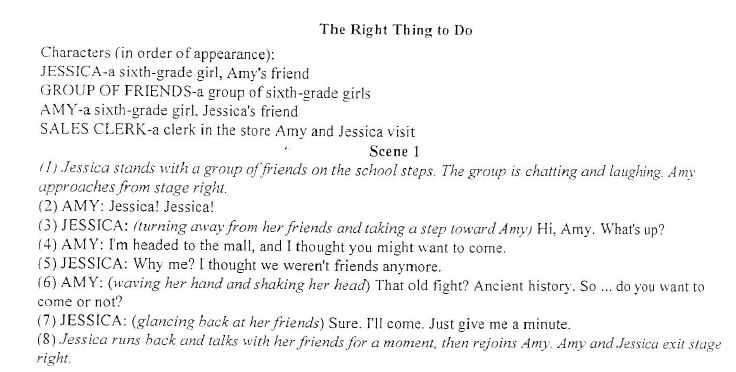 The Right Thing to Do
Characters (in order of appearance):
JESSICA-a sixth-grade girl, Amy's friend
GROUP OF FRIENDS-a group of sixth-grade girls
AMY-a sixth-grade girl, Jessica's friend
SALES CLERK-a clerk in the store Amy and Jessica visit
Scene 1
(1) Jessica stands with a group of friends on the school steps. The group is chatting and laughing. Amy
approaches from stage right.
(2) AMY: Jessica! Jessica!
(3) JESSICA: (turning away from her friends and taking a step toward Amy) Hi, Amy. What's up?
(4) AMY: I'm headed to the mall, and I thought you might want to come.
(5) JESSICA: Why me? I thought we weren't friends anymore.
(6) AMY: (waving her hand and shaking her head) That old fight? Ancient history. So ... do you want to
come or not?
(7) JESSICA: (glancing back at her friends) Sure. I'll come. Just give me a minute.
(8) Jessica runs back and talks with her friends for a moment, then rejoins Amy. Amy and Jessica exit stage
right.